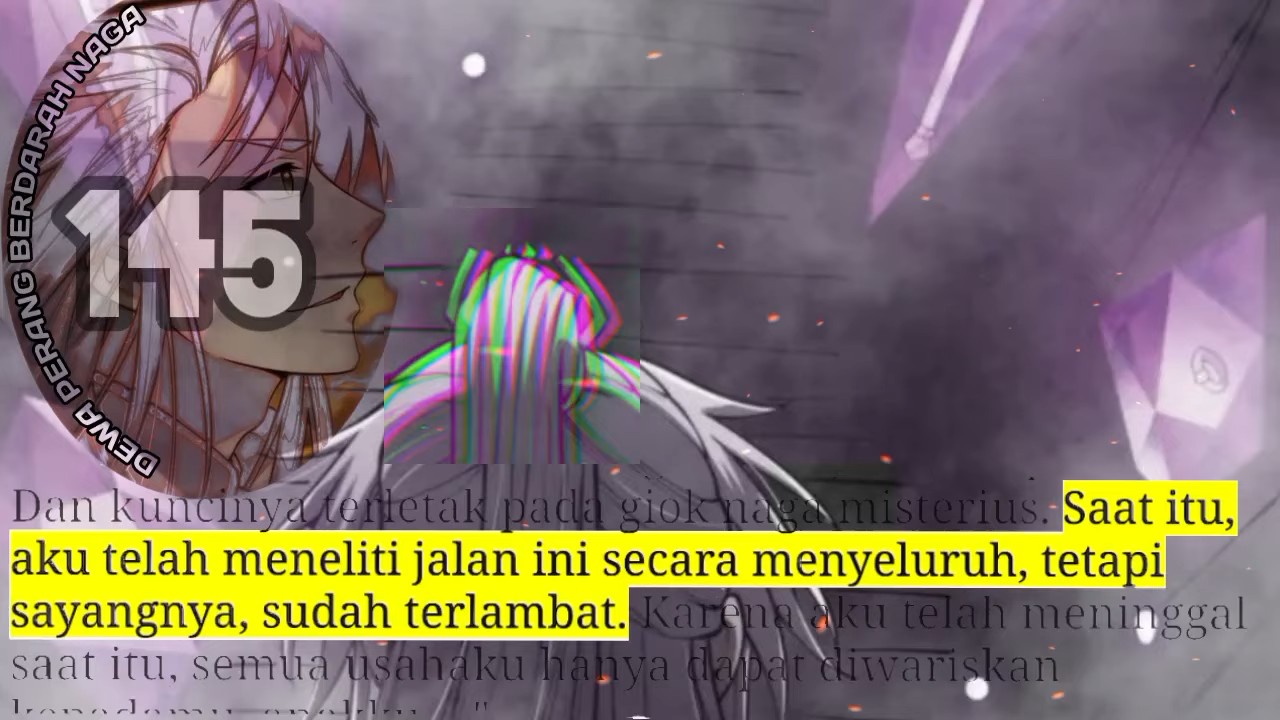 DEWA PERANG BERDARAH NAGA
145
Dan kuncinya terletak pada giok naga misterius. Saat itu,
aku telah meneliti jalan ini secara menyeluruh, tetapi
sayangnya, sudah terlambat. Karena aku telah meninggal
saat itu, semua usahaku hanya dapat diwariskan